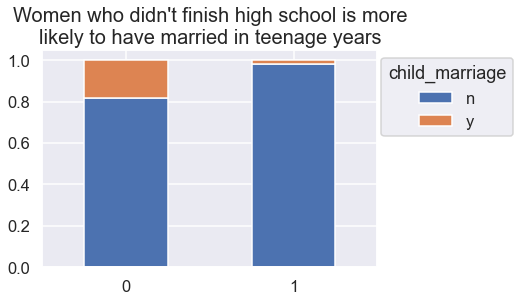 Women who didn't finish high school is more
likely to have married in teenage years
child_marriage
n
y
1.0
0.8
0.6
0.4
0.2
0.0
0
1